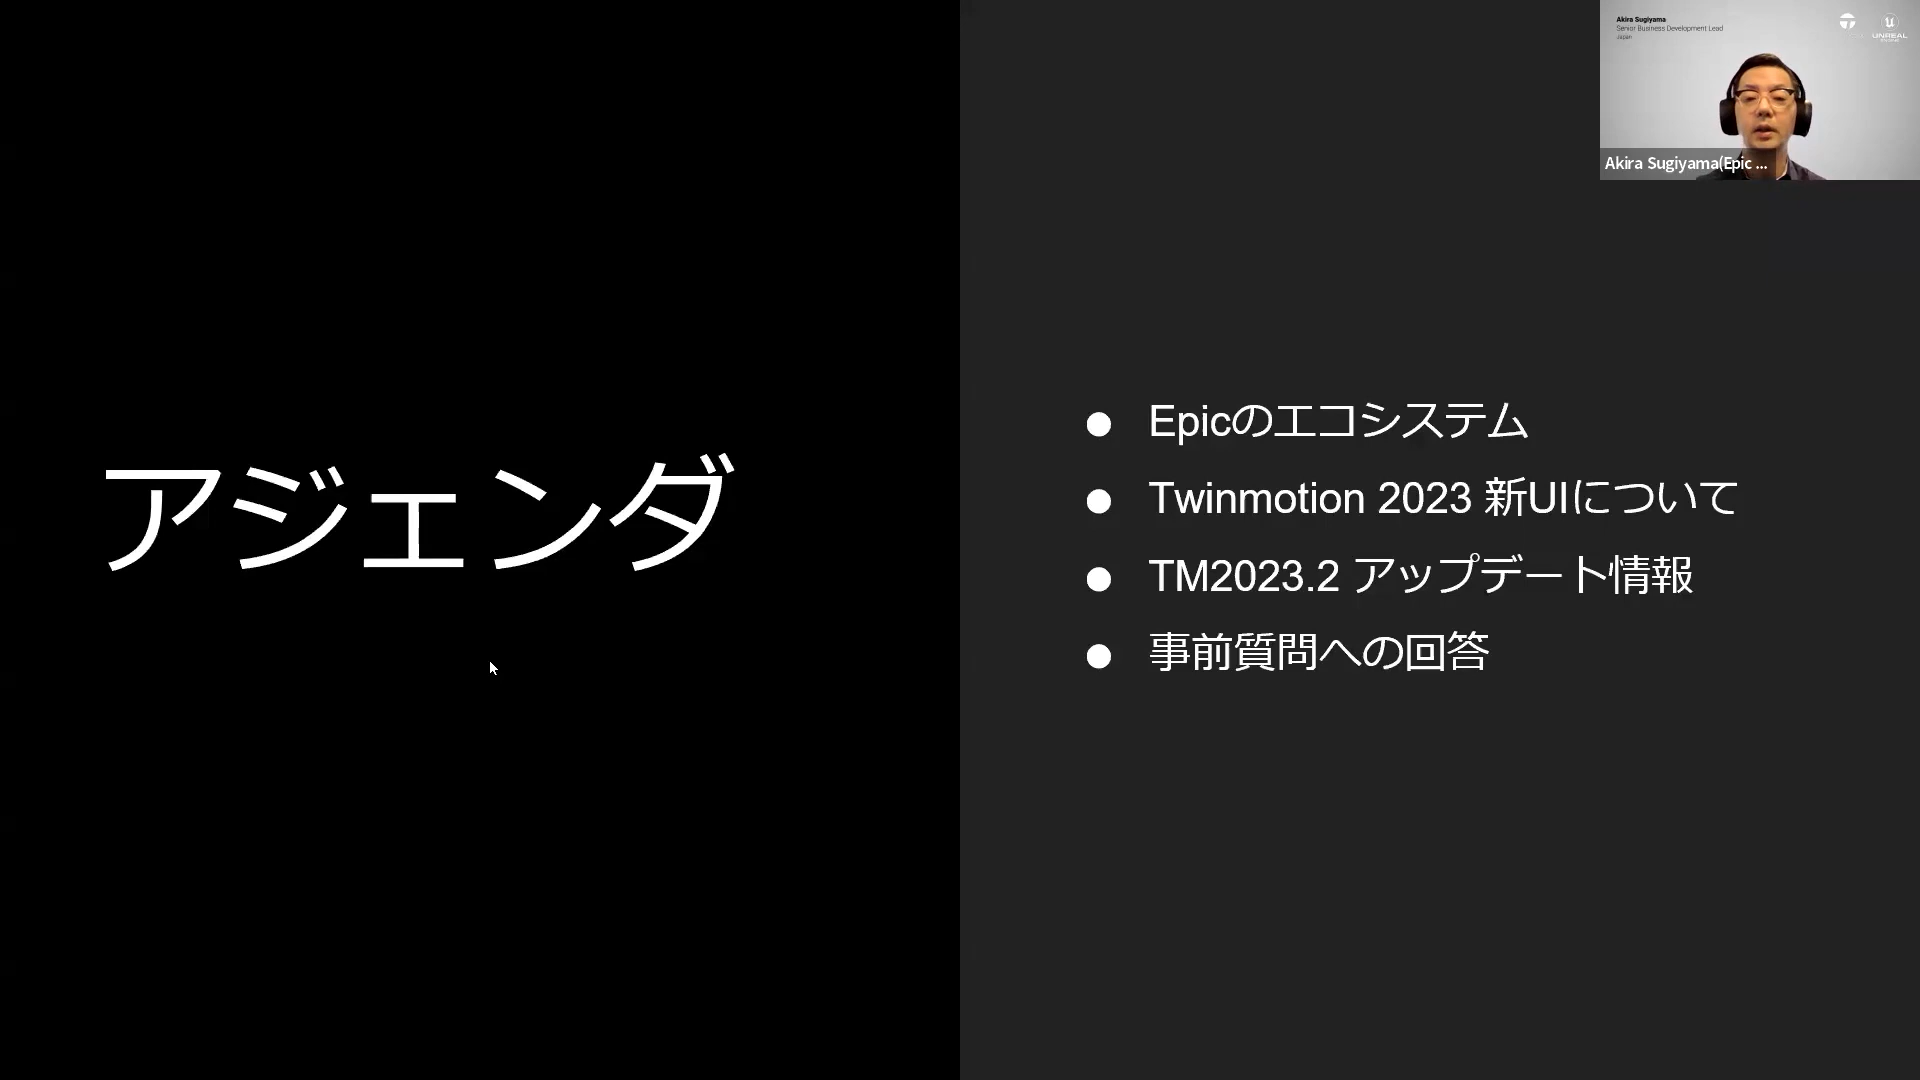 アジェンダ
Epicのエコシステム
Twinmotion 2023 新UIについて
TM2023.2 アップデート情報
事前質問への回答
Akira Sugiyama
Senior Business Development Lead
Japan
UNREAL
Akira Sugiyama(Epic ...